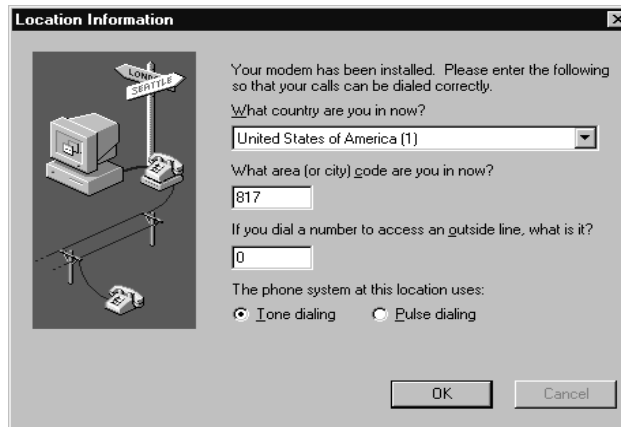 Location Information
LOND
SEATTLE
Your modem has been installed. Please enter the following
so that your calls can be dialed correctly.
What country are you in now?
United States of America (1)
What area (or city) code are you in now?
817
If you dial a number to access an outside line, what is it?
0
The phone system at this location uses:
Tone dialing Pulse dialing
OK Cancel